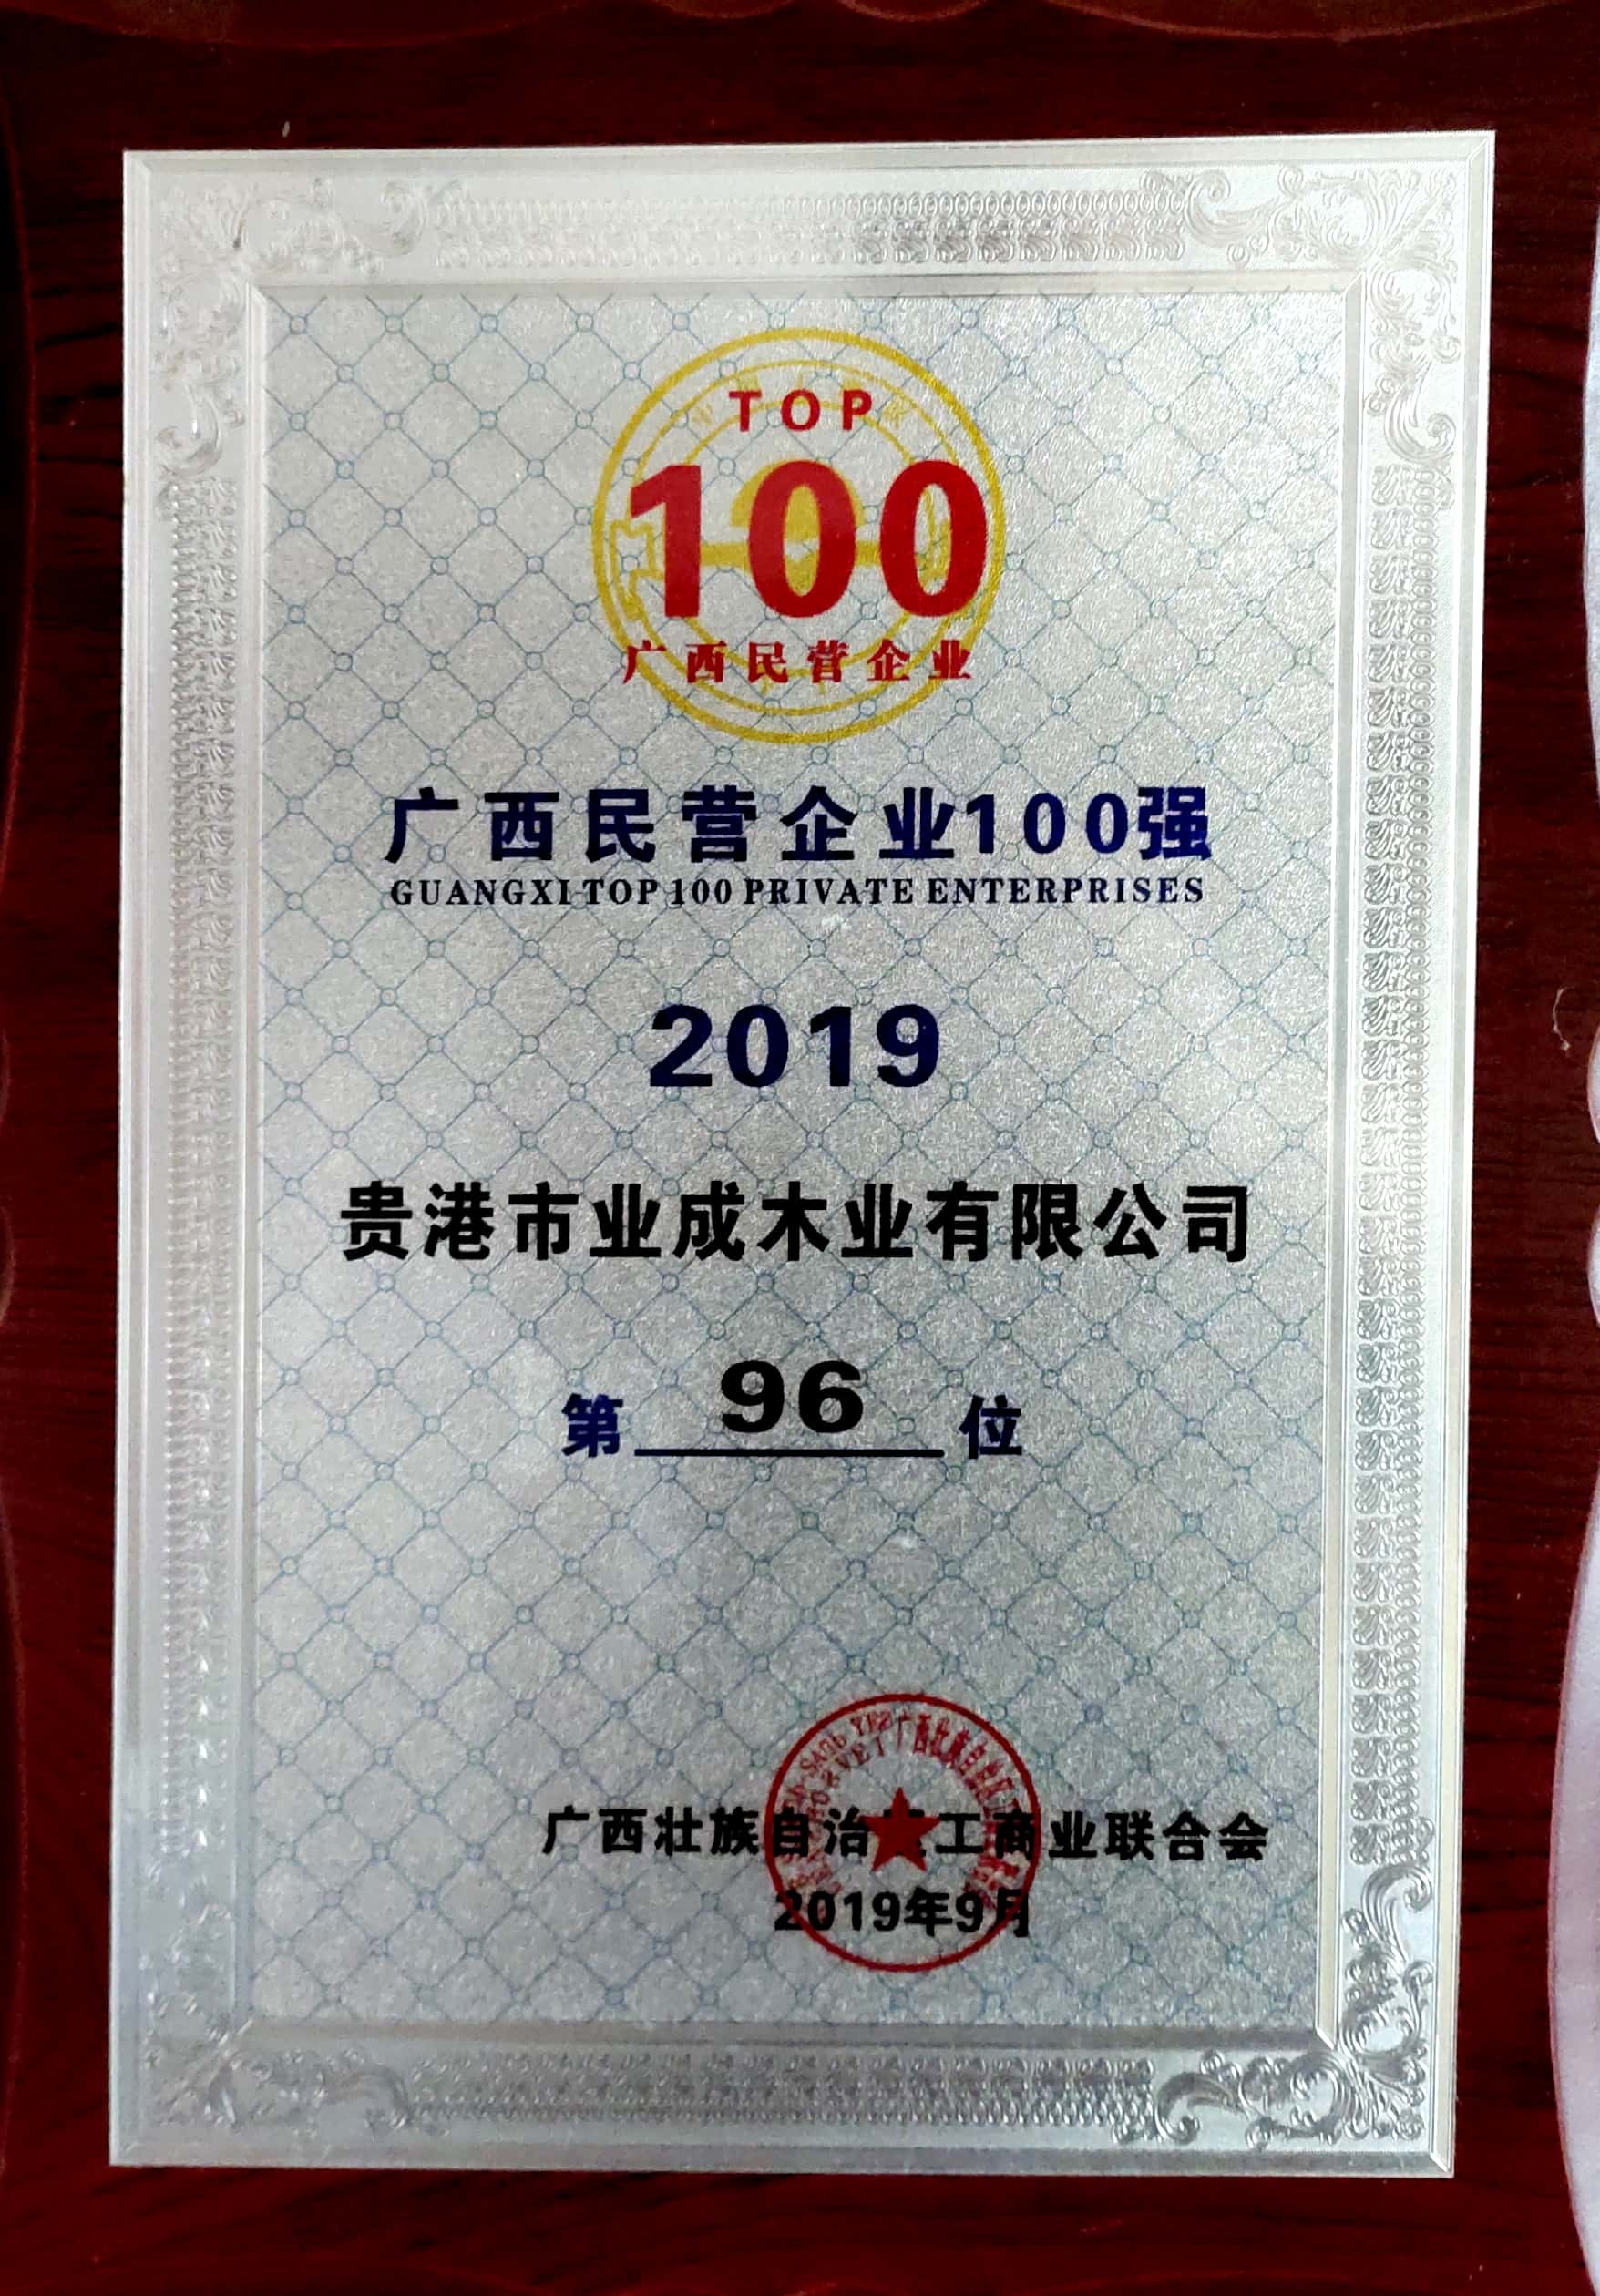 TOP
100
广西民营企业
广西民营企业100强
GUANGXI TOP 100 PRIVATE ENTERPRISES
2019
贵港市业成木业有限公司
第 96 位
广西壮族自治区工商业联合会
2019年9月